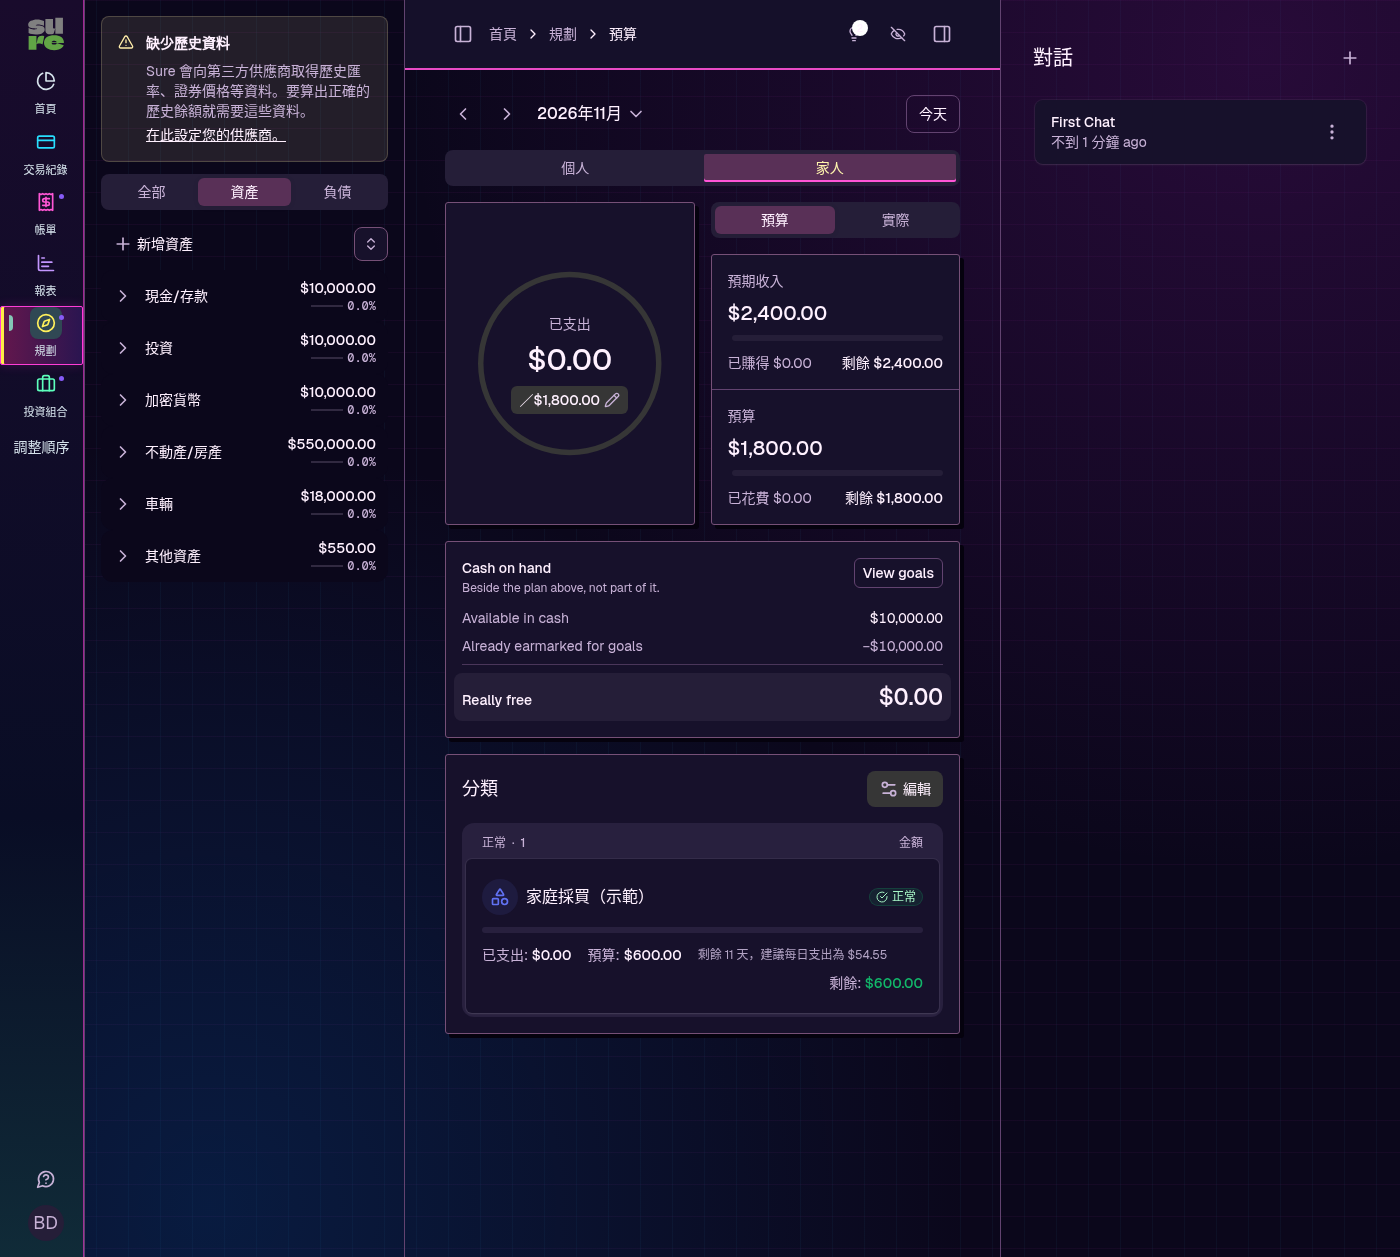 sure
首頁
交易紀錄
帳單
報表
規劃
投資組合
調整順序
BD
缺少歷史資料
Sure 會向第三方供應商取得歷史匯
率、證券價格等資料。要算出正確的
歷史餘額就需要這些資料。
在此設定您的供應商。
全部
資產
負債
新增資產
現金/存款
$10,000.00
0.0%
投資
$10,000.00
0.0%
加密貨幣
$10,000.00
0.0%
不動產/房產
$550,000.00
0.0%
車輛
$18,000.00
0.0%
其他資產
$550.00
0.0%
首頁
規劃
預算
2026年11月
今天
個人
家人
已支出
$0.00
／$1,800.00
預算
實際
預期收入
$2,400.00
已賺得 $0.00
剩餘 $2,400.00
預算
$1,800.00
已花費 $0.00
剩餘 $1,800.00
Cash on hand
Beside the plan above, not part of it.
View goals
Available in cash
$10,000.00
Already earmarked for goals
−$10,000.00
Really free
$0.00
分類
編輯
正常 · 1
金額
家庭採買（示範）
正常
已支出: $0.00
預算: $600.00
剩餘 11 天，建議每日支出為 $54.55
剩餘: $600.00
對話
First Chat
不到 1 分鐘 ago